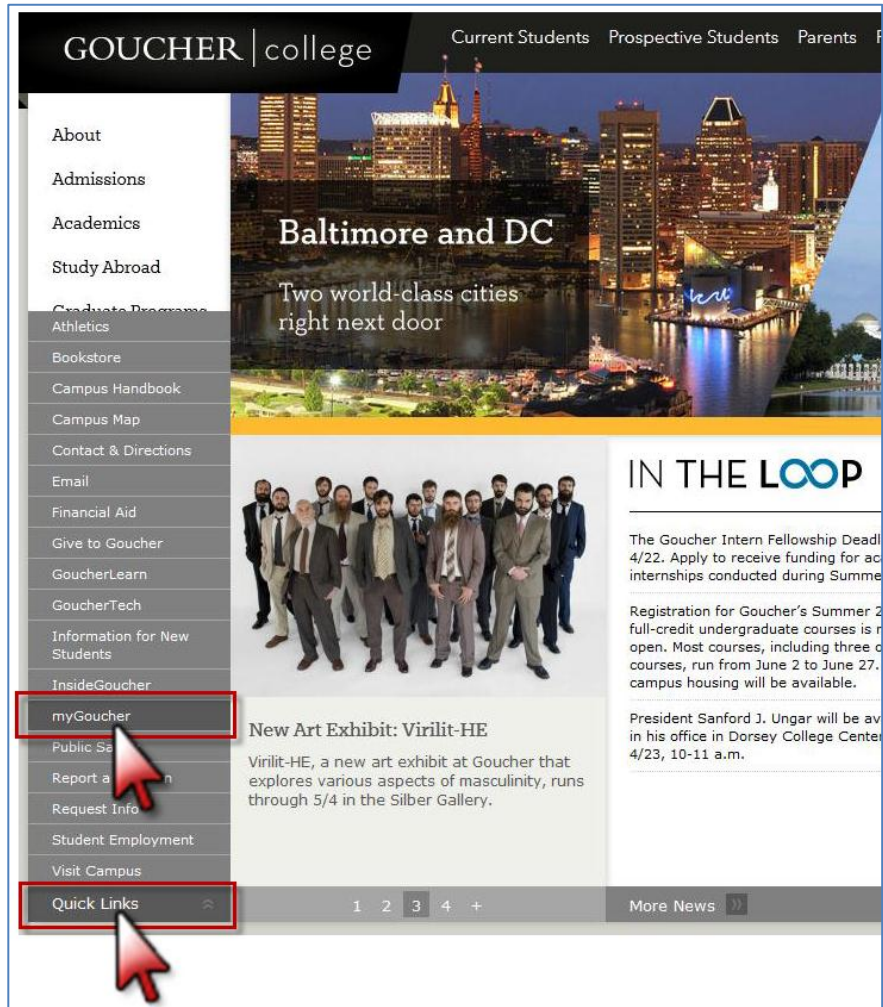 GOUCHER | college
Current Students Prospective Students Parents
About
Admissions
Academics
Study Abroad
Graduate Programs
Baltimore and DC
Two world-class cities
right next door
Athletics
Bookstore
Campus Handbook
Campus Map
Contact & Directions
Email
Financial Aid
Give to Goucher
GoucherLearn
GoucherTech
Information for New
Students
InsideGoucher
myGoucher
Public
Report a
Request Info
Student Employment
Visit Campus
Quick Links
New Art Exhibit: Virilit-HE
Virilit-HE, a new art exhibit at Goucher that
explores various aspects of masculinity, runs
through 5/4 in the Silber Gallery.
1 2 3 4 +
IN THE LOOP
The Goucher Intern Fellowship
4/22. Apply to receive funding for
internships conducted during
Registration for Goucher's Summer
full-credit undergraduate courses is
open. Most courses, including three
courses, run from June 2 to June 27.
campus housing will be available.
President Sanford J. Ungar will be
in his office in Dorsey College Center
4/23, 10-11 a.m.
More News